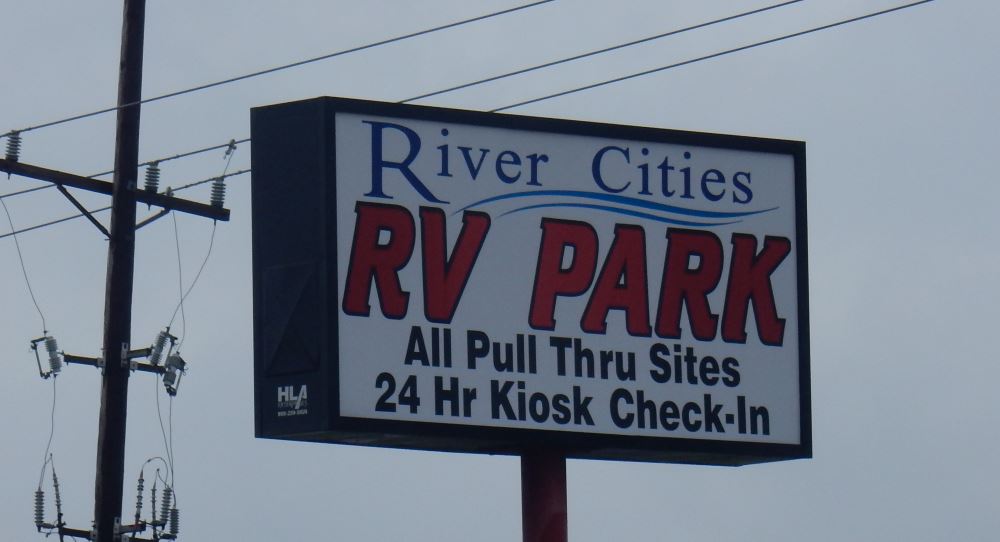 River Cities
RV PARK
All Pull Thru Sites
24 Hr Kiosk Check-In
HLA